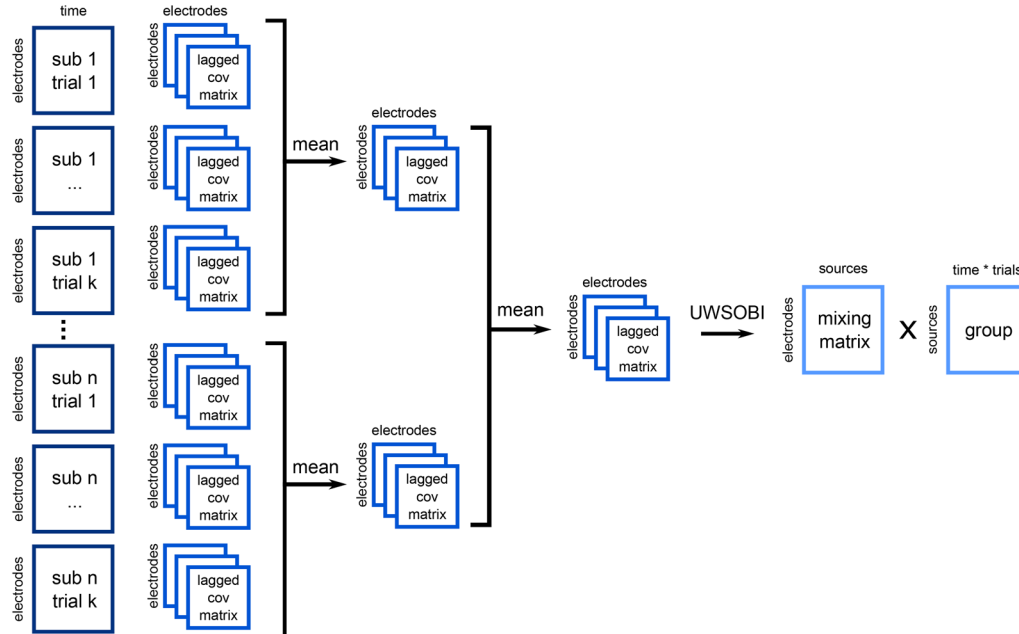 time
electrodes
electrodes
sub 1
trial 1
electrodes
lagged
cov
matrix
electrodes
sub 1
...
electrodes
lagged
cov
matrix
electrodes
sub 1
trial k
electrodes
lagged
cov
matrix
mean
electrodes
electrodes
lagged
cov
matrix
electrodes
sub n
trial 1
electrodes
lagged
cov
matrix
electrodes
sub n
...
electrodes
lagged
cov
matrix
electrodes
sub n
trial k
electrodes
lagged
cov
matrix
mean
electrodes
electrodes
lagged
cov
matrix
mean
electrodes
electrodes
lagged
cov
matrix
UWSOBI
sources
electrodes
mixing
matrix
X
time * trials
sources
group